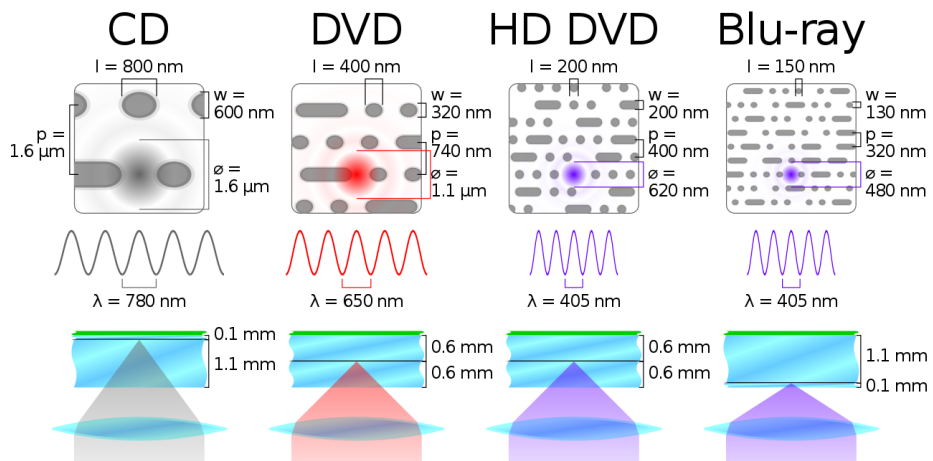 CD
DVD
HD DVD
Blu-ray
l = 800 nm
w =
600 nm
p =
1.6 µm
ø =
1.6 µm
λ = 780 nm
0.1 mm
1.1 mm
l = 400 nm
w =
320 nm
p =
740 nm
ø =
1.1 µm
λ = 650 nm
0.6 mm
0.6 mm
l = 200 nm
w =
200 nm
p =
400 nm
ø =
620 nm
λ = 405 nm
0.6 mm
0.6 mm
l = 150 nm
w =
130 nm
p =
320 nm
ø =
480 nm
λ = 405 nm
1.1 mm
0.1 mm